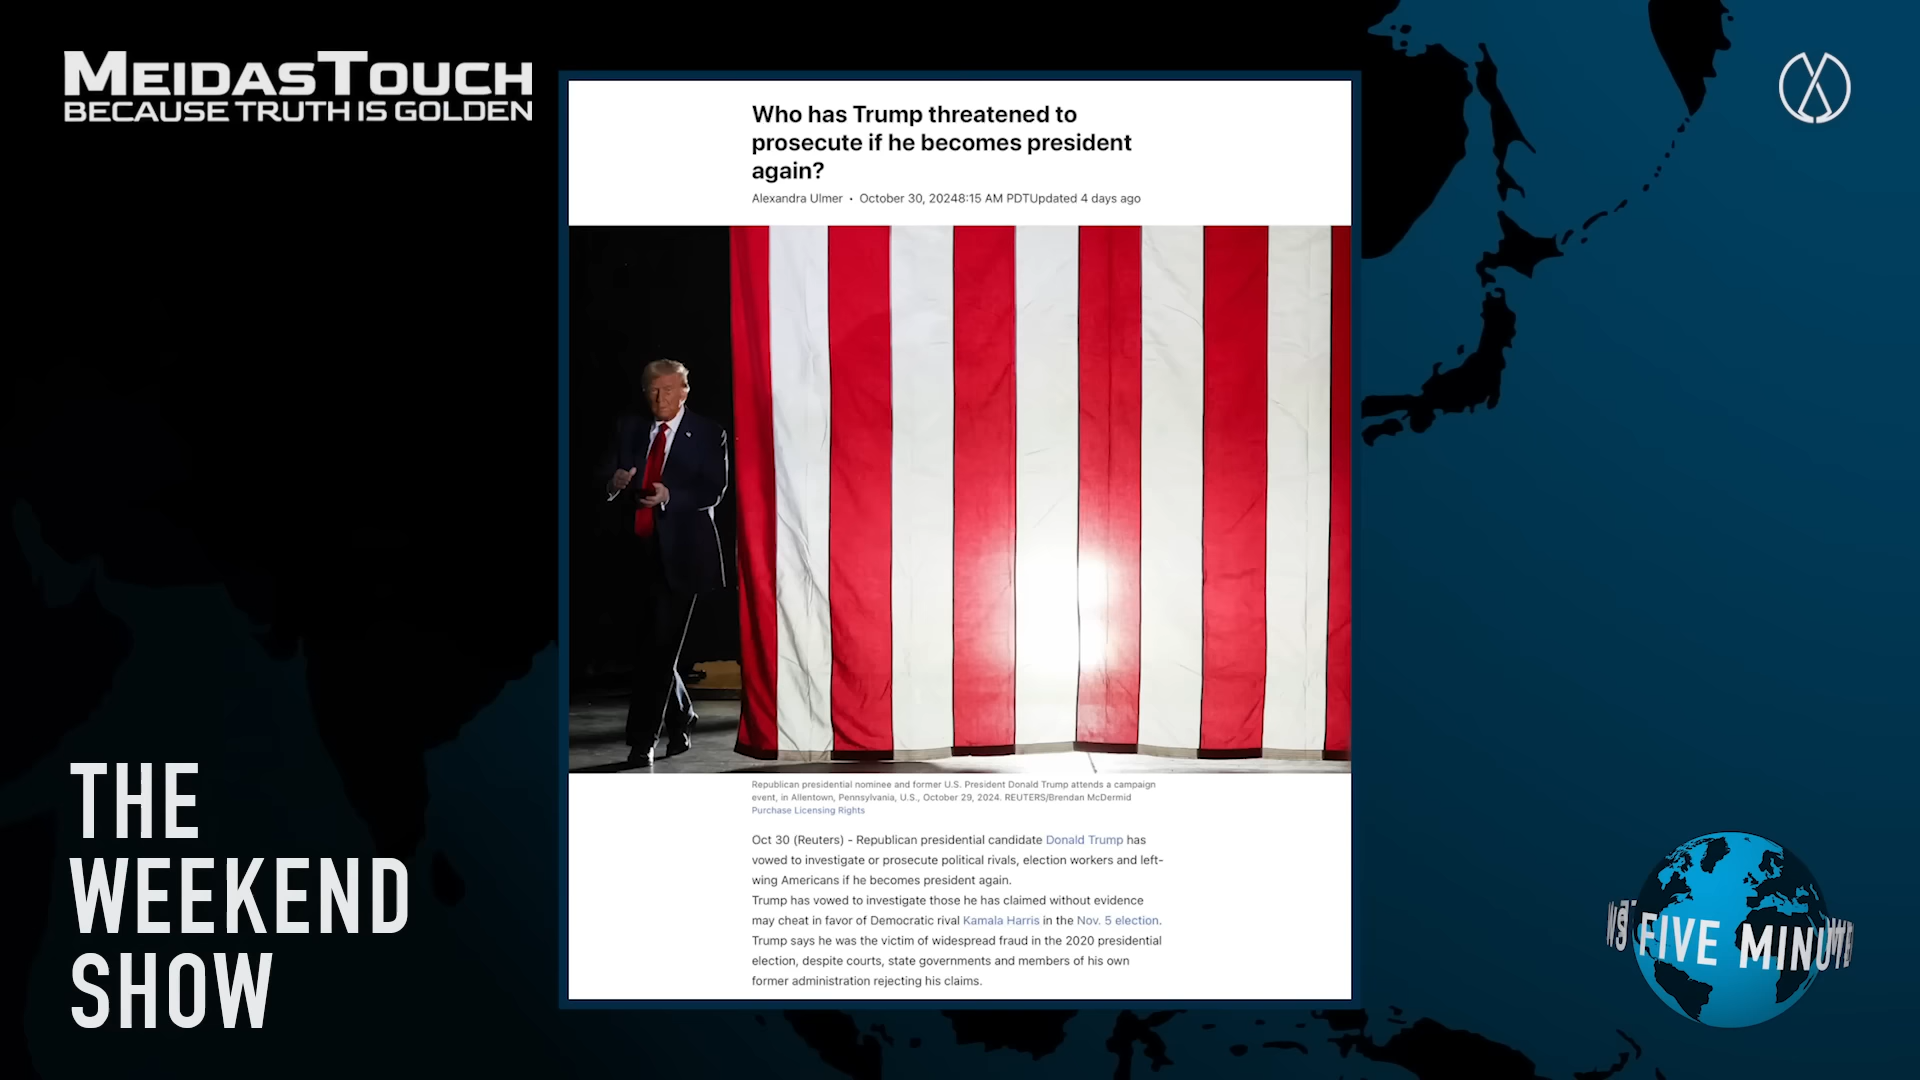 MEIDASTOUCH
BECAUSE TRUTH IS GOLDEN
Who has Trump threatened to
prosecute if he becomes president
again?
Alexandra Ulmer • October 30, 20248:15 AM PDTUpdated 4 days ago
Republican presidential nominee and former U.S. President Donald Trump attends a campaign
event, in Allentown, Pennsylvania, U.S., October 29, 2024. REUTERS/Brendan McDermid
Purchase Licensing Rights
Oct 30 (Reuters) - Republican presidential candidate Donald Trump has
vowed to investigate or prosecute political rivals, election workers and left-
wing Americans if he becomes president again.
Trump has vowed to investigate those he has claimed without evidence
may cheat in favor of Democratic rival Kamala Harris in the Nov. 5 election.
Trump says he was the victim of widespread fraud in the 2020 presidential
election, despite courts, state governments and members of his own
former administration rejecting his claims.
THE
WEEKEND
SHOW
FIVE